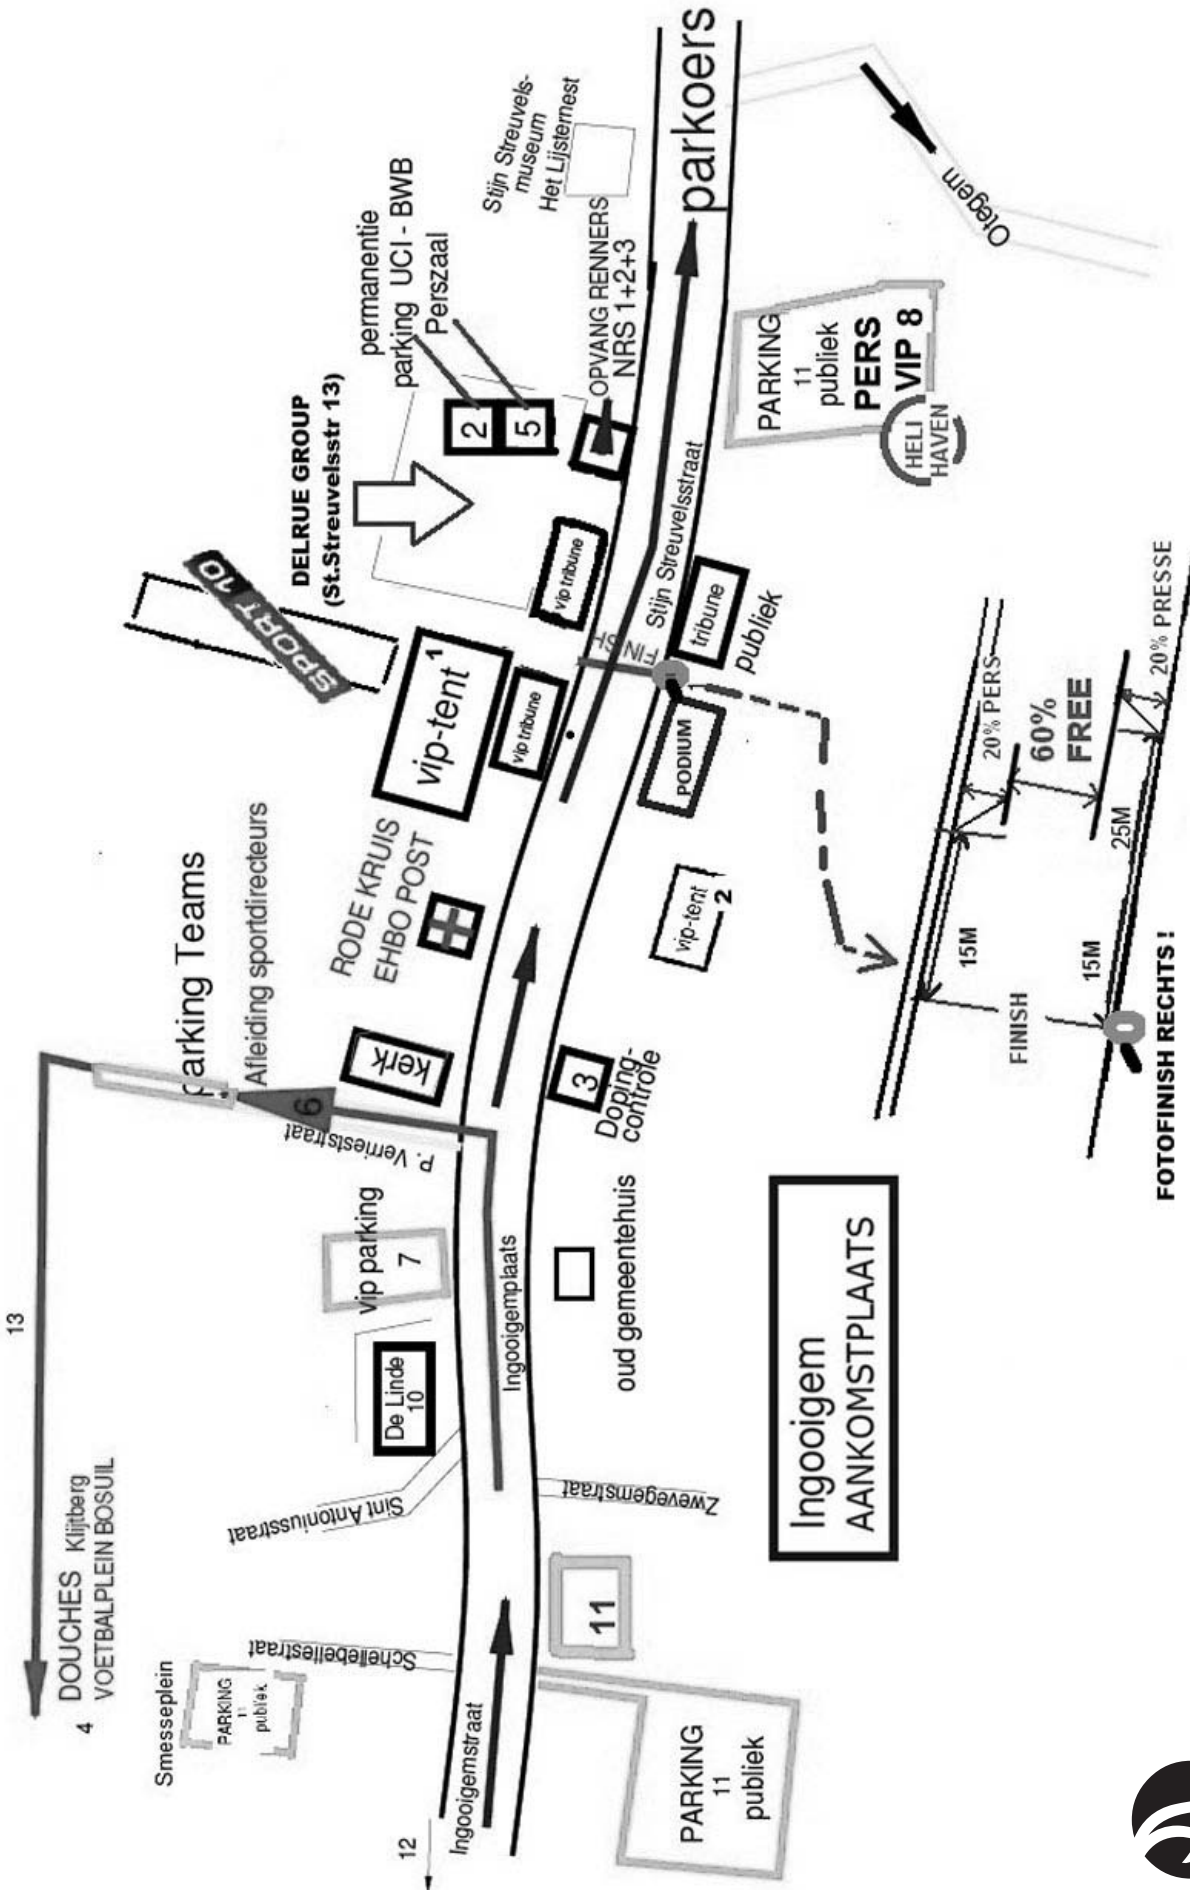 13
4 DOUCHES Klijtberg
VOETBALPLEIN BOSUIL
parking Teams
Afleiding sportdirecteurs
6
P. Verrieststraat
SPORT 10
DELRUE GROUP
(St.Streuvelsstr 13)
permanentie
parking UCI - BWB
Perszaal
2
5
Stijn Streuvels-
museum
Het Lijsternest
OPVANG RENNERS
NRS 1+2+3
parkoers
Smesseplein
PARKING
11
publiek
Schellebellestraat
Sint Antoniusstraat
De Linde
10
vip parking
7
kerk
RODE KRUIS
EHBO POST
vip-tent 1
vip tribune
vip tribune
12
Ingooigemstraat
Ingooigemplaats
FINISH
Stijn Streuvelsstraat
PARKING
11
publiek
11
Zwevegemstraat
oud gemeentehuis
3
Doping-
controle
vip-tent
2
PODIUM
tribune
publiek
PARKING
11
publiek
PERS
VIP 8
HELI
HAVEN
Otegem
Ingooigem
AANKOMSTPLAATS
FINISH
15M
15M
25M
20% PERS
60%
FREE
20% PRESSE
FOTOFINISH RECHTS !